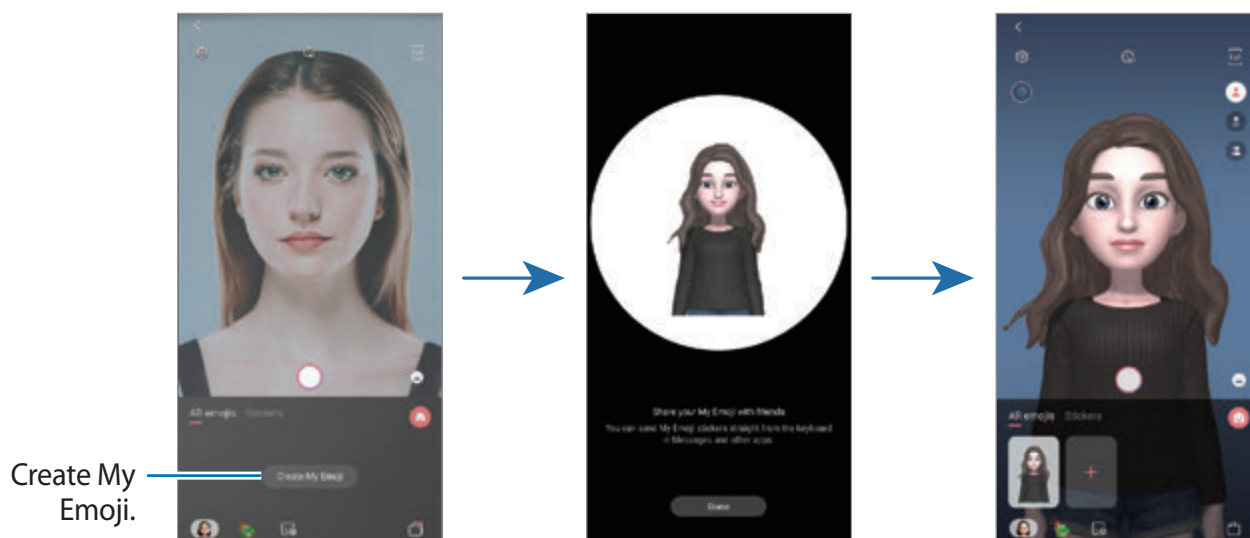 All emojis Stickers
Create My Emoji
Create My
Emoji.
Share your My Emoji with friends
You can send My Emoji stickers straight from the keyboard
in Messages and other apps.
Done
Full
All emojis Stickers